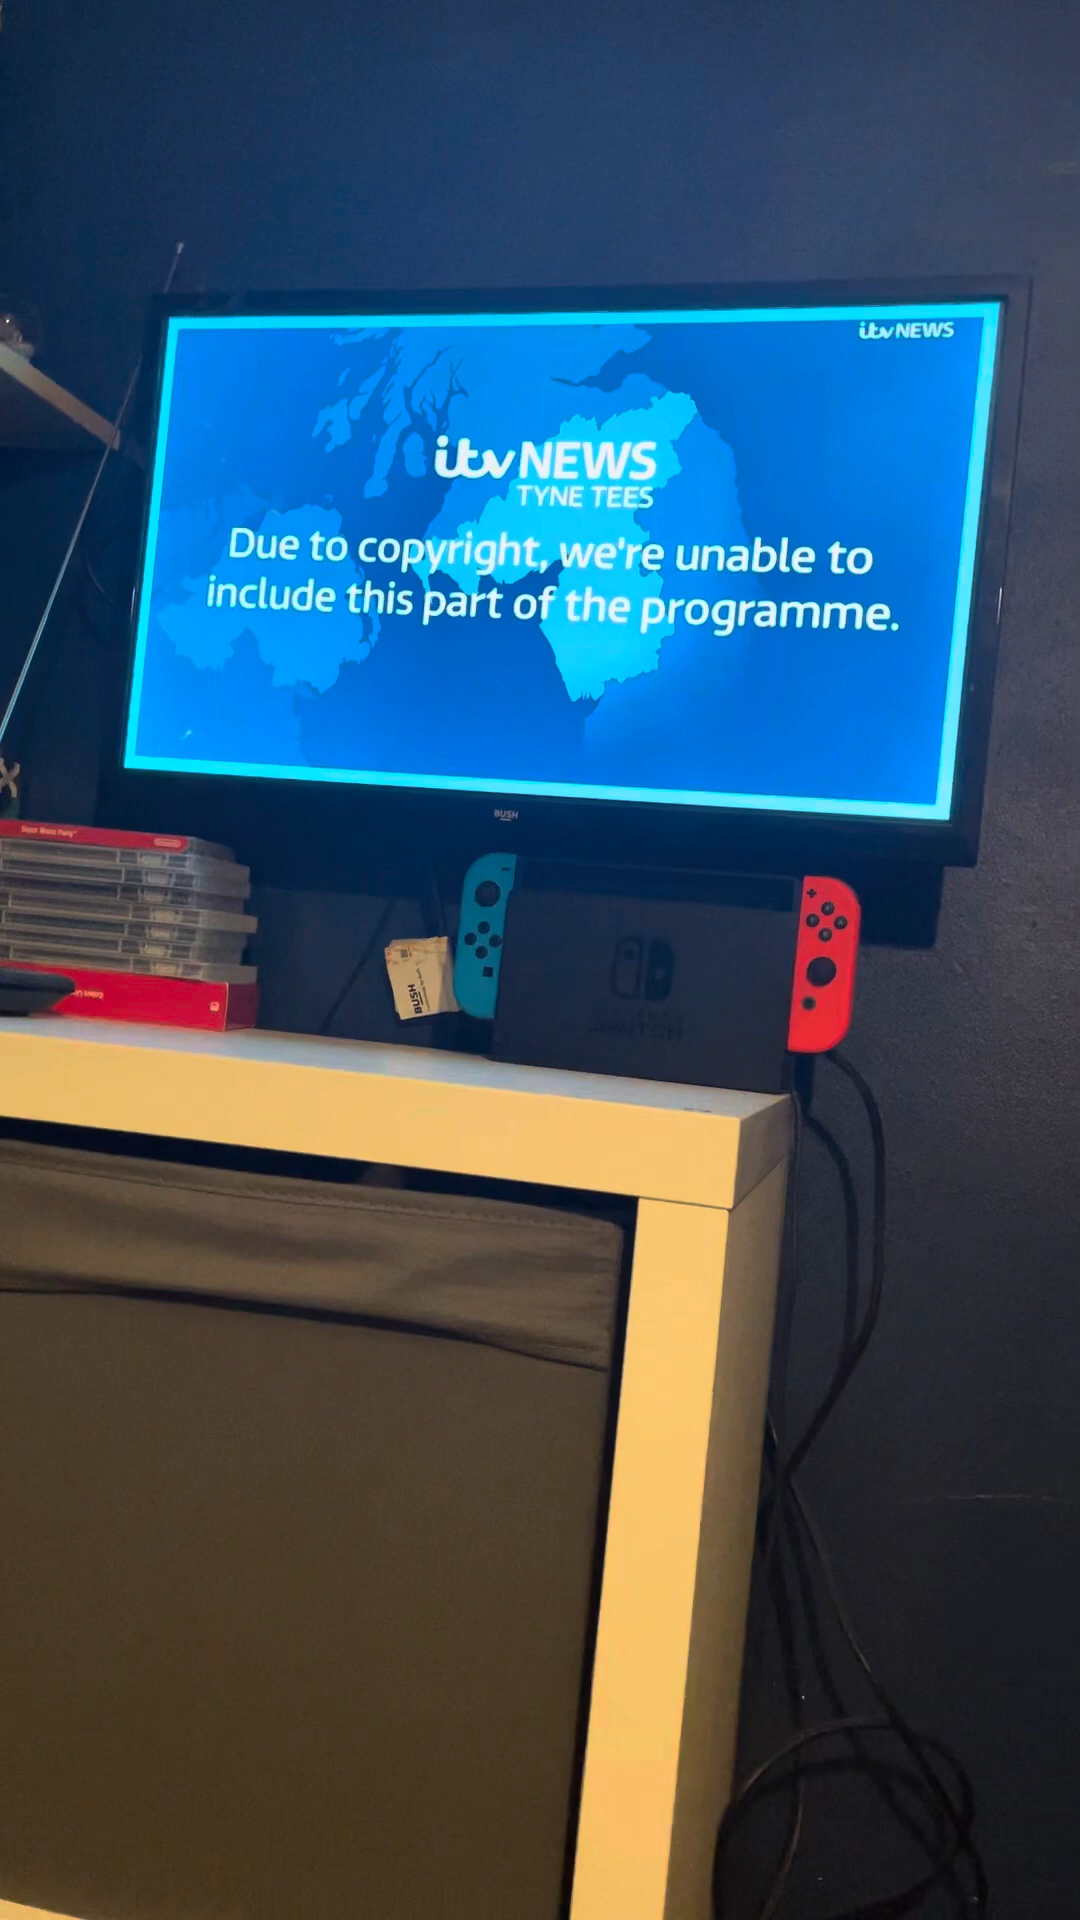 itv NEWS
itv NEWS
TYNE TEES
Due to copyright, we're unable to
include this part of the programme.
BUSH
Nintendo
BUSH